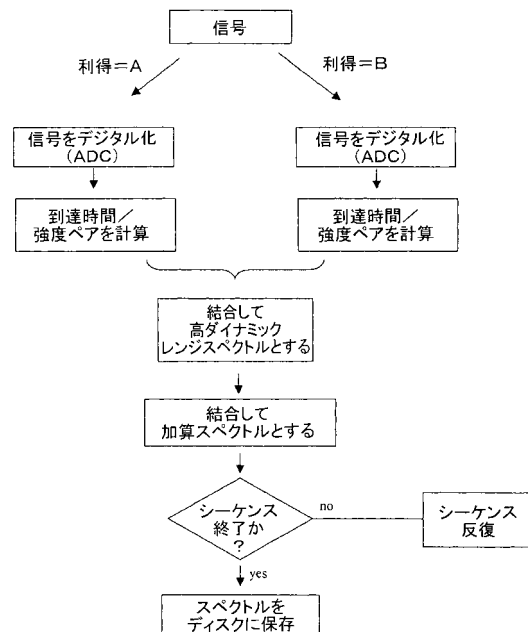 信号
利得＝A
利得＝B
信号をデジタル化
(ADC)
信号をデジタル化
(ADC)
到達時間／
強度ペアを計算
到達時間／
強度ペアを計算
結合して
高ダイナミック
レンジスペクトルとする
結合して
加算スペクトルとする
シーケンス
終了か
？
no
シーケンス
反復
yes
スペクトルを
ディスクに保存